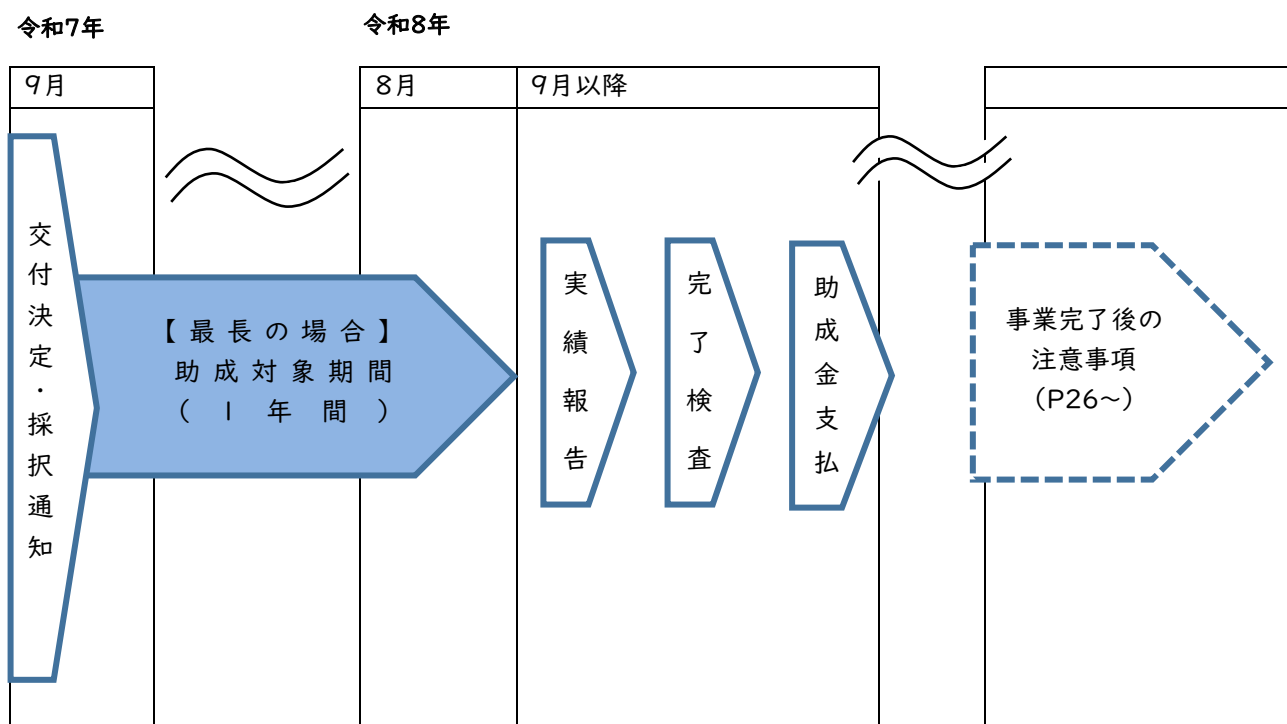 令和7年
令和8年
9月
8月
9月以降
交付決定・採択通知
【最長の場合】
助成対象期間
(1年間)
実績報告
完了検査
助成金支払
事業完了後の
注意事項
(P26~)